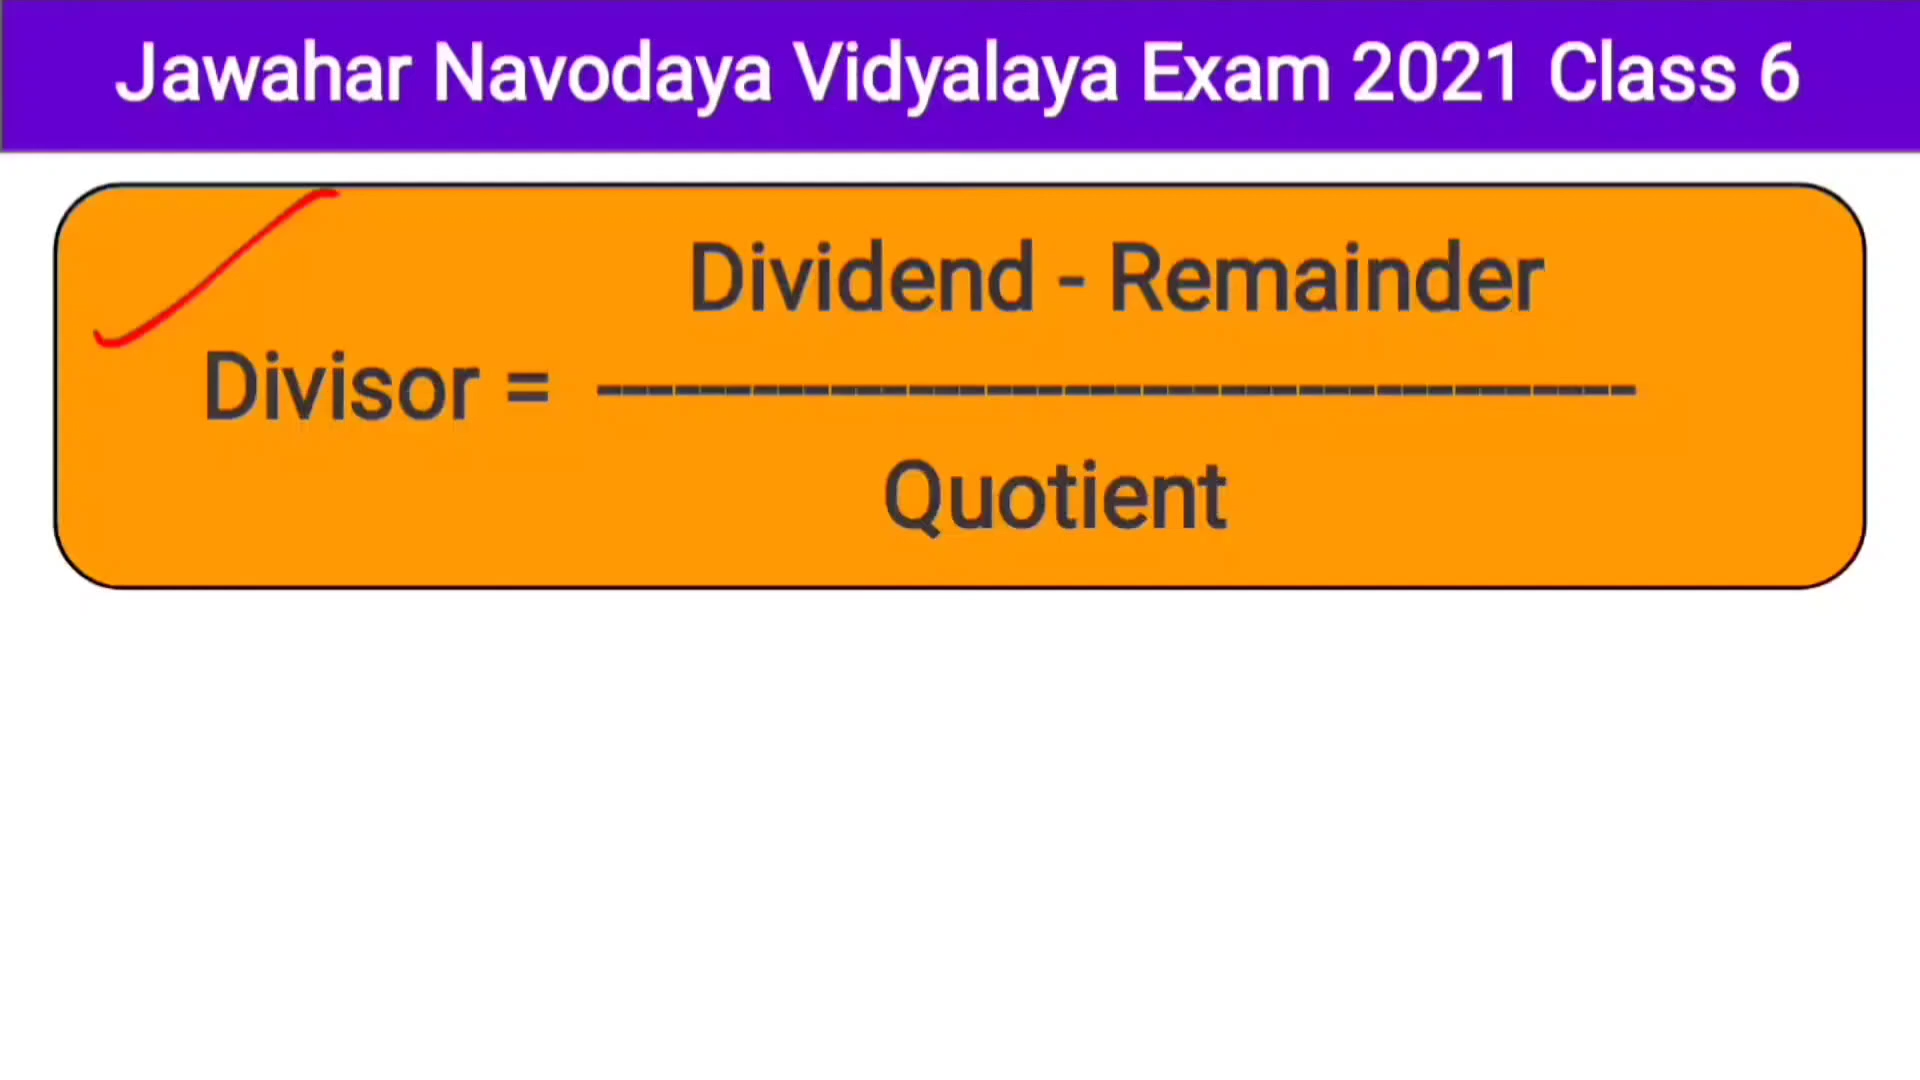 Jawahar Navodaya Vidyalaya Exam 2021 Class 6
Dividend - Remainder
Divisor = ----------------------------------------
Quotient